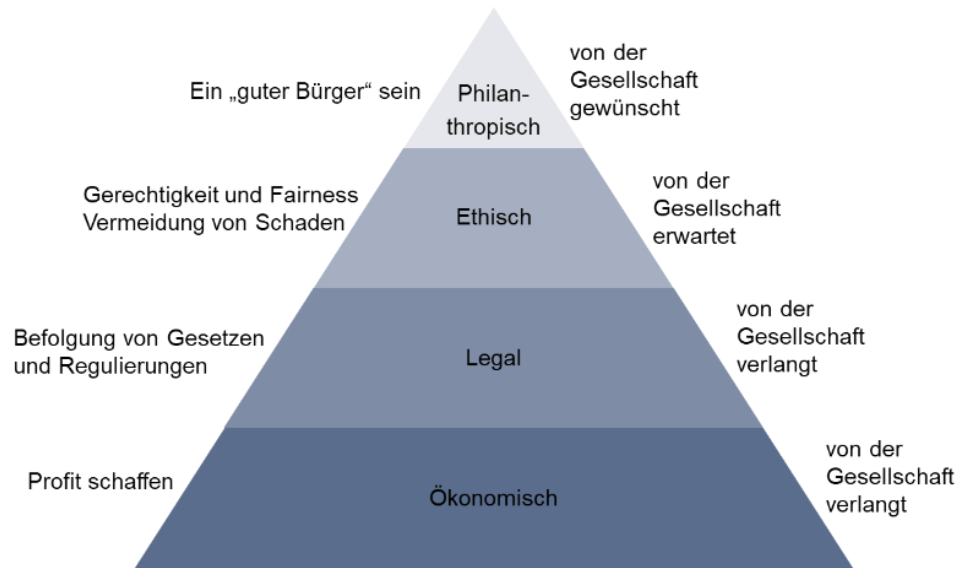 Ein „guter Bürger“ sein
Philan-
thropisch
von der
Gesellschaft
gewünscht
Gerechtigkeit und Fairness
Vermeidung von Schaden
Ethisch
von der
Gesellschaft
erwartet
Befolgung von Gesetzen
und Regulierungen
Legal
von der
Gesellschaft
verlangt
Profit schaffen
Ökonomisch
von der
Gesellschaft
verlangt